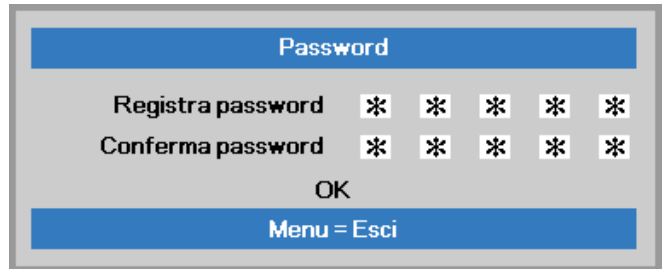 Password
Registra password * * * * *
Conferma password * * * * *
OK
Menu = Esci